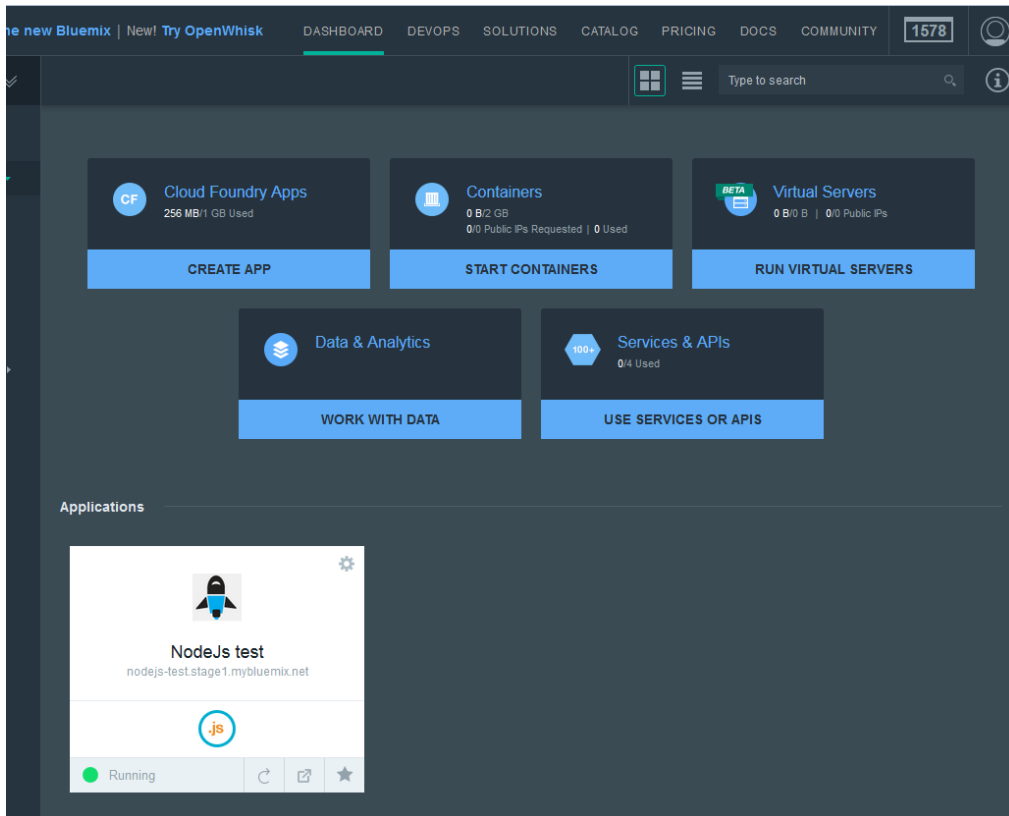 he new Bluemix | New! Try OpenWhisk DASHBOARD DEVOPS SOLUTIONS CATALOG PRICING DOCS COMMUNITY 1578
Type to search
CF Cloud Foundry Apps
256 MB/1 GB Used
CREATE APP
Containers
0 B/2 GB
0/0 Public IPs Requested | 0 Used
START CONTAINERS
BETA Virtual Servers
0 B/0 B | 0/0 Public IPs
RUN VIRTUAL SERVERS
Data & Analytics
WORK WITH DATA
100+ Services & APIs
0/4 Used
USE SERVICES OR APIS
Applications
NodeJs test
nodejs-test.stage1.mybluemix.net
.js
Running